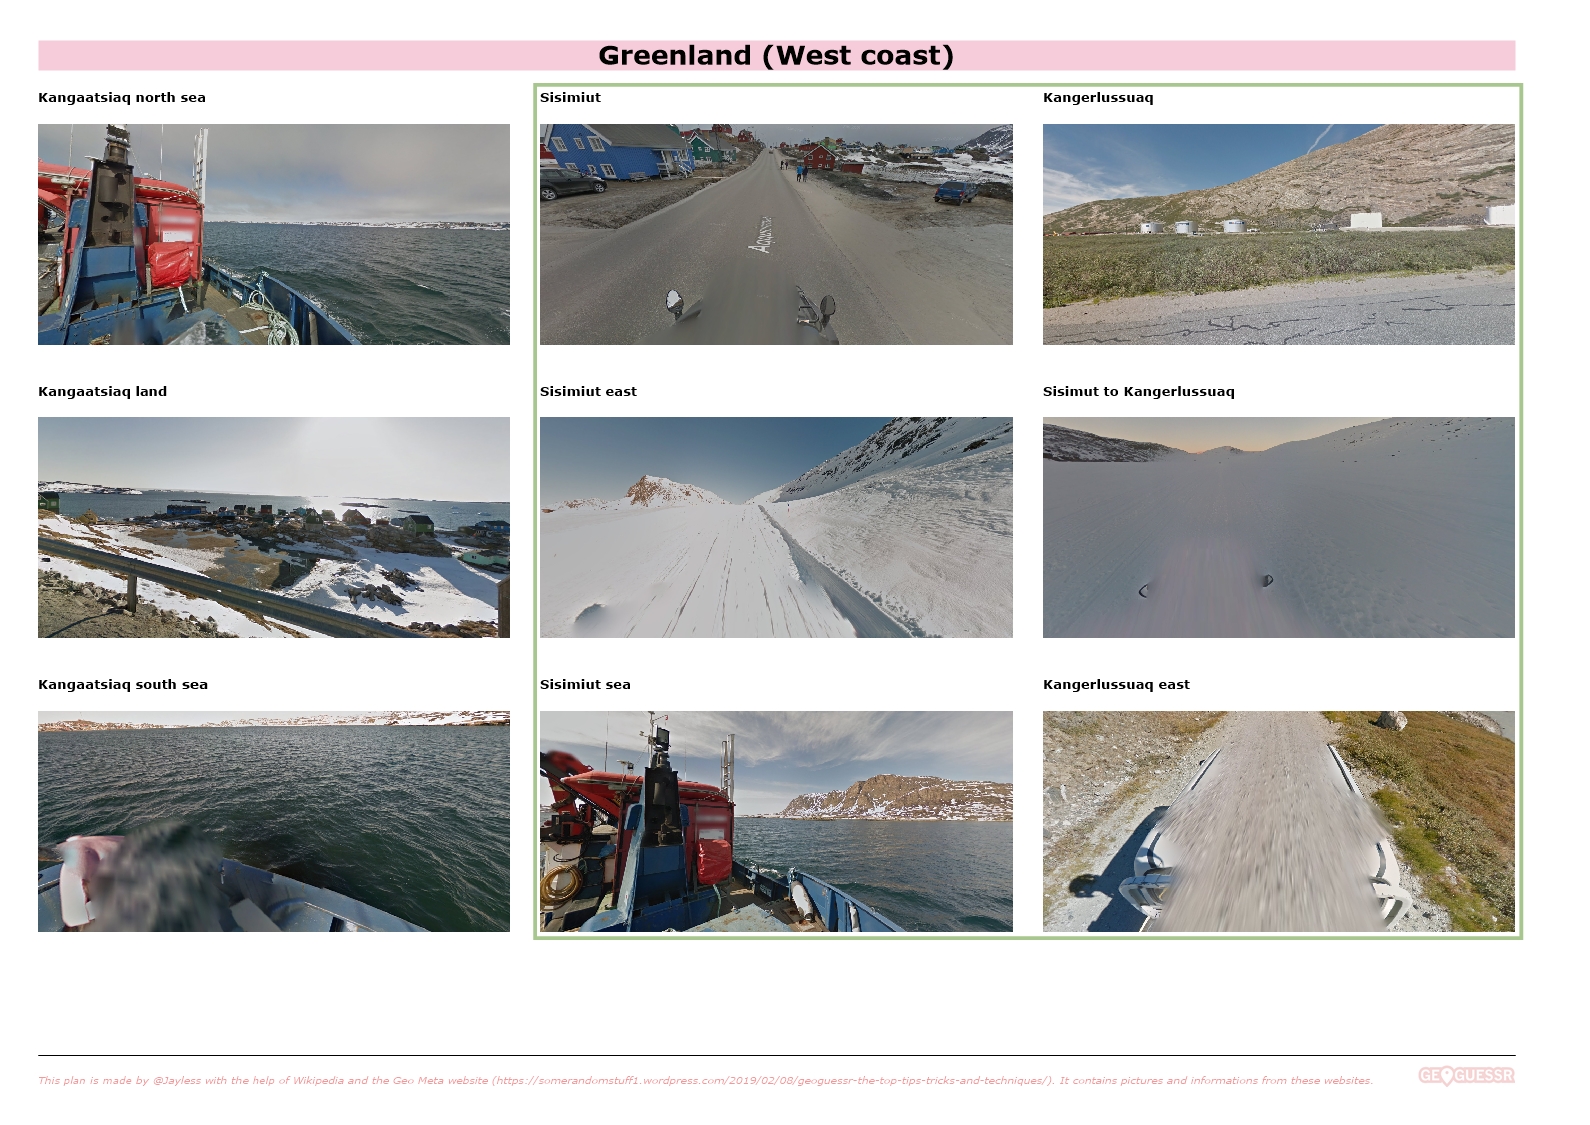 Greenland (West coast)
Kangaatsiaq north sea
Sisimiut
Kangerlussuaq
Kangaatsiaq land
Sisimiut east
Sisimut to Kangerlussuaq
Kangaatsiaq south sea
Sisimiut sea
Kangerlussuaq east
This plan is made by @Jayless with the help of Wikipedia and the Geo Meta website (https://somerandomstuff1.wordpress.com/2019/02/08/geoguessr-the-top-tips-tricks-and-techniques/). It contains pictures and informations from these websites.
GEOGUESSR